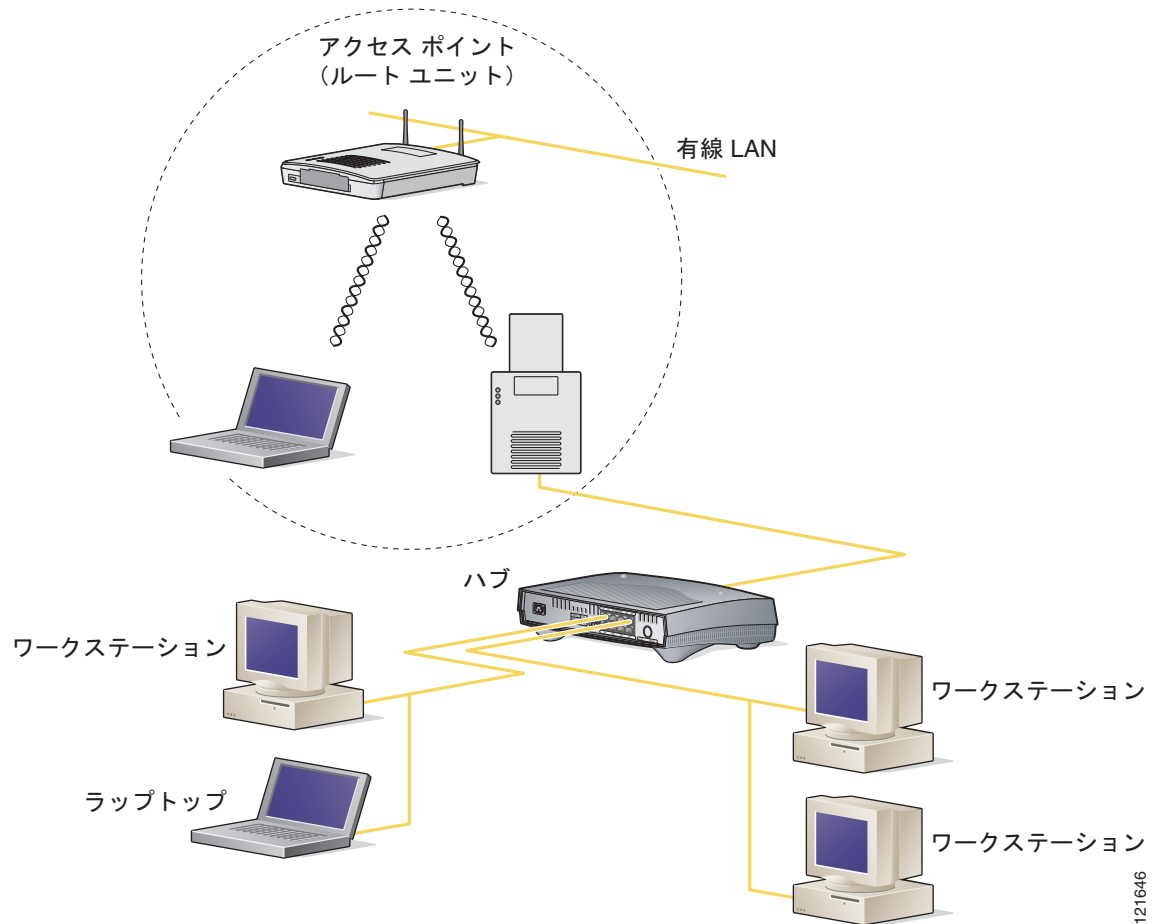 アクセス ポイント
（ルート ユニット）
有線 LAN
ハブ
ワークステーション
ワークステーション
ラップトップ
ワークステーション
121646